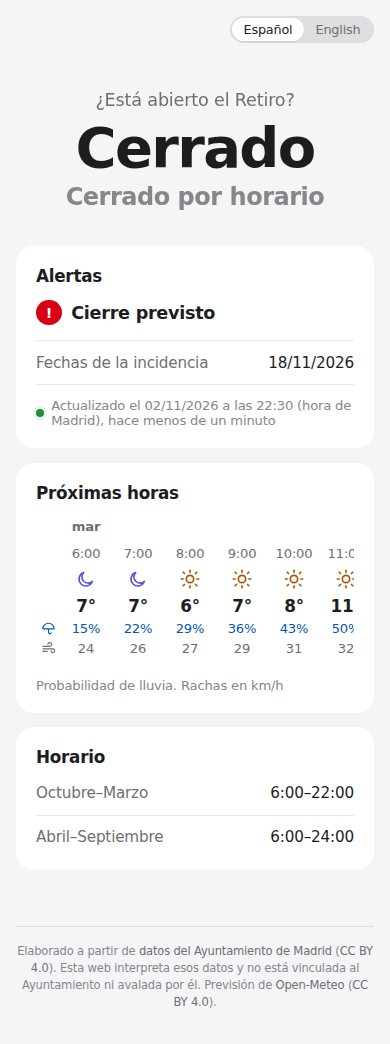 Español English
¿Está abierto el Retiro?
Cerrado
Cerrado por horario
Alertas
! Cierre previsto
Fechas de la incidencia 18/11/2026
Actualizado el 02/11/2026 a las 22:30 (hora de
Madrid), hace menos de un minuto
Próximas horas
mar
6:00 7:00 8:00 9:00 10:00 11:0
7° 7° 6° 7° 8° 11
15% 22% 29% 36% 43% 50%
24 26 27 29 31 32
Probabilidad de lluvia. Rachas en km/h
Horario
Octubre–Marzo 6:00–22:00
Abril–Septiembre 6:00–24:00
Elaborado a partir de datos del Ayuntamiento de Madrid (CC BY
4.0). Esta web interpreta esos datos y no está vinculada al
Ayuntamiento ni avalada por él. Previsión de Open-Meteo (CC
BY 4.0).